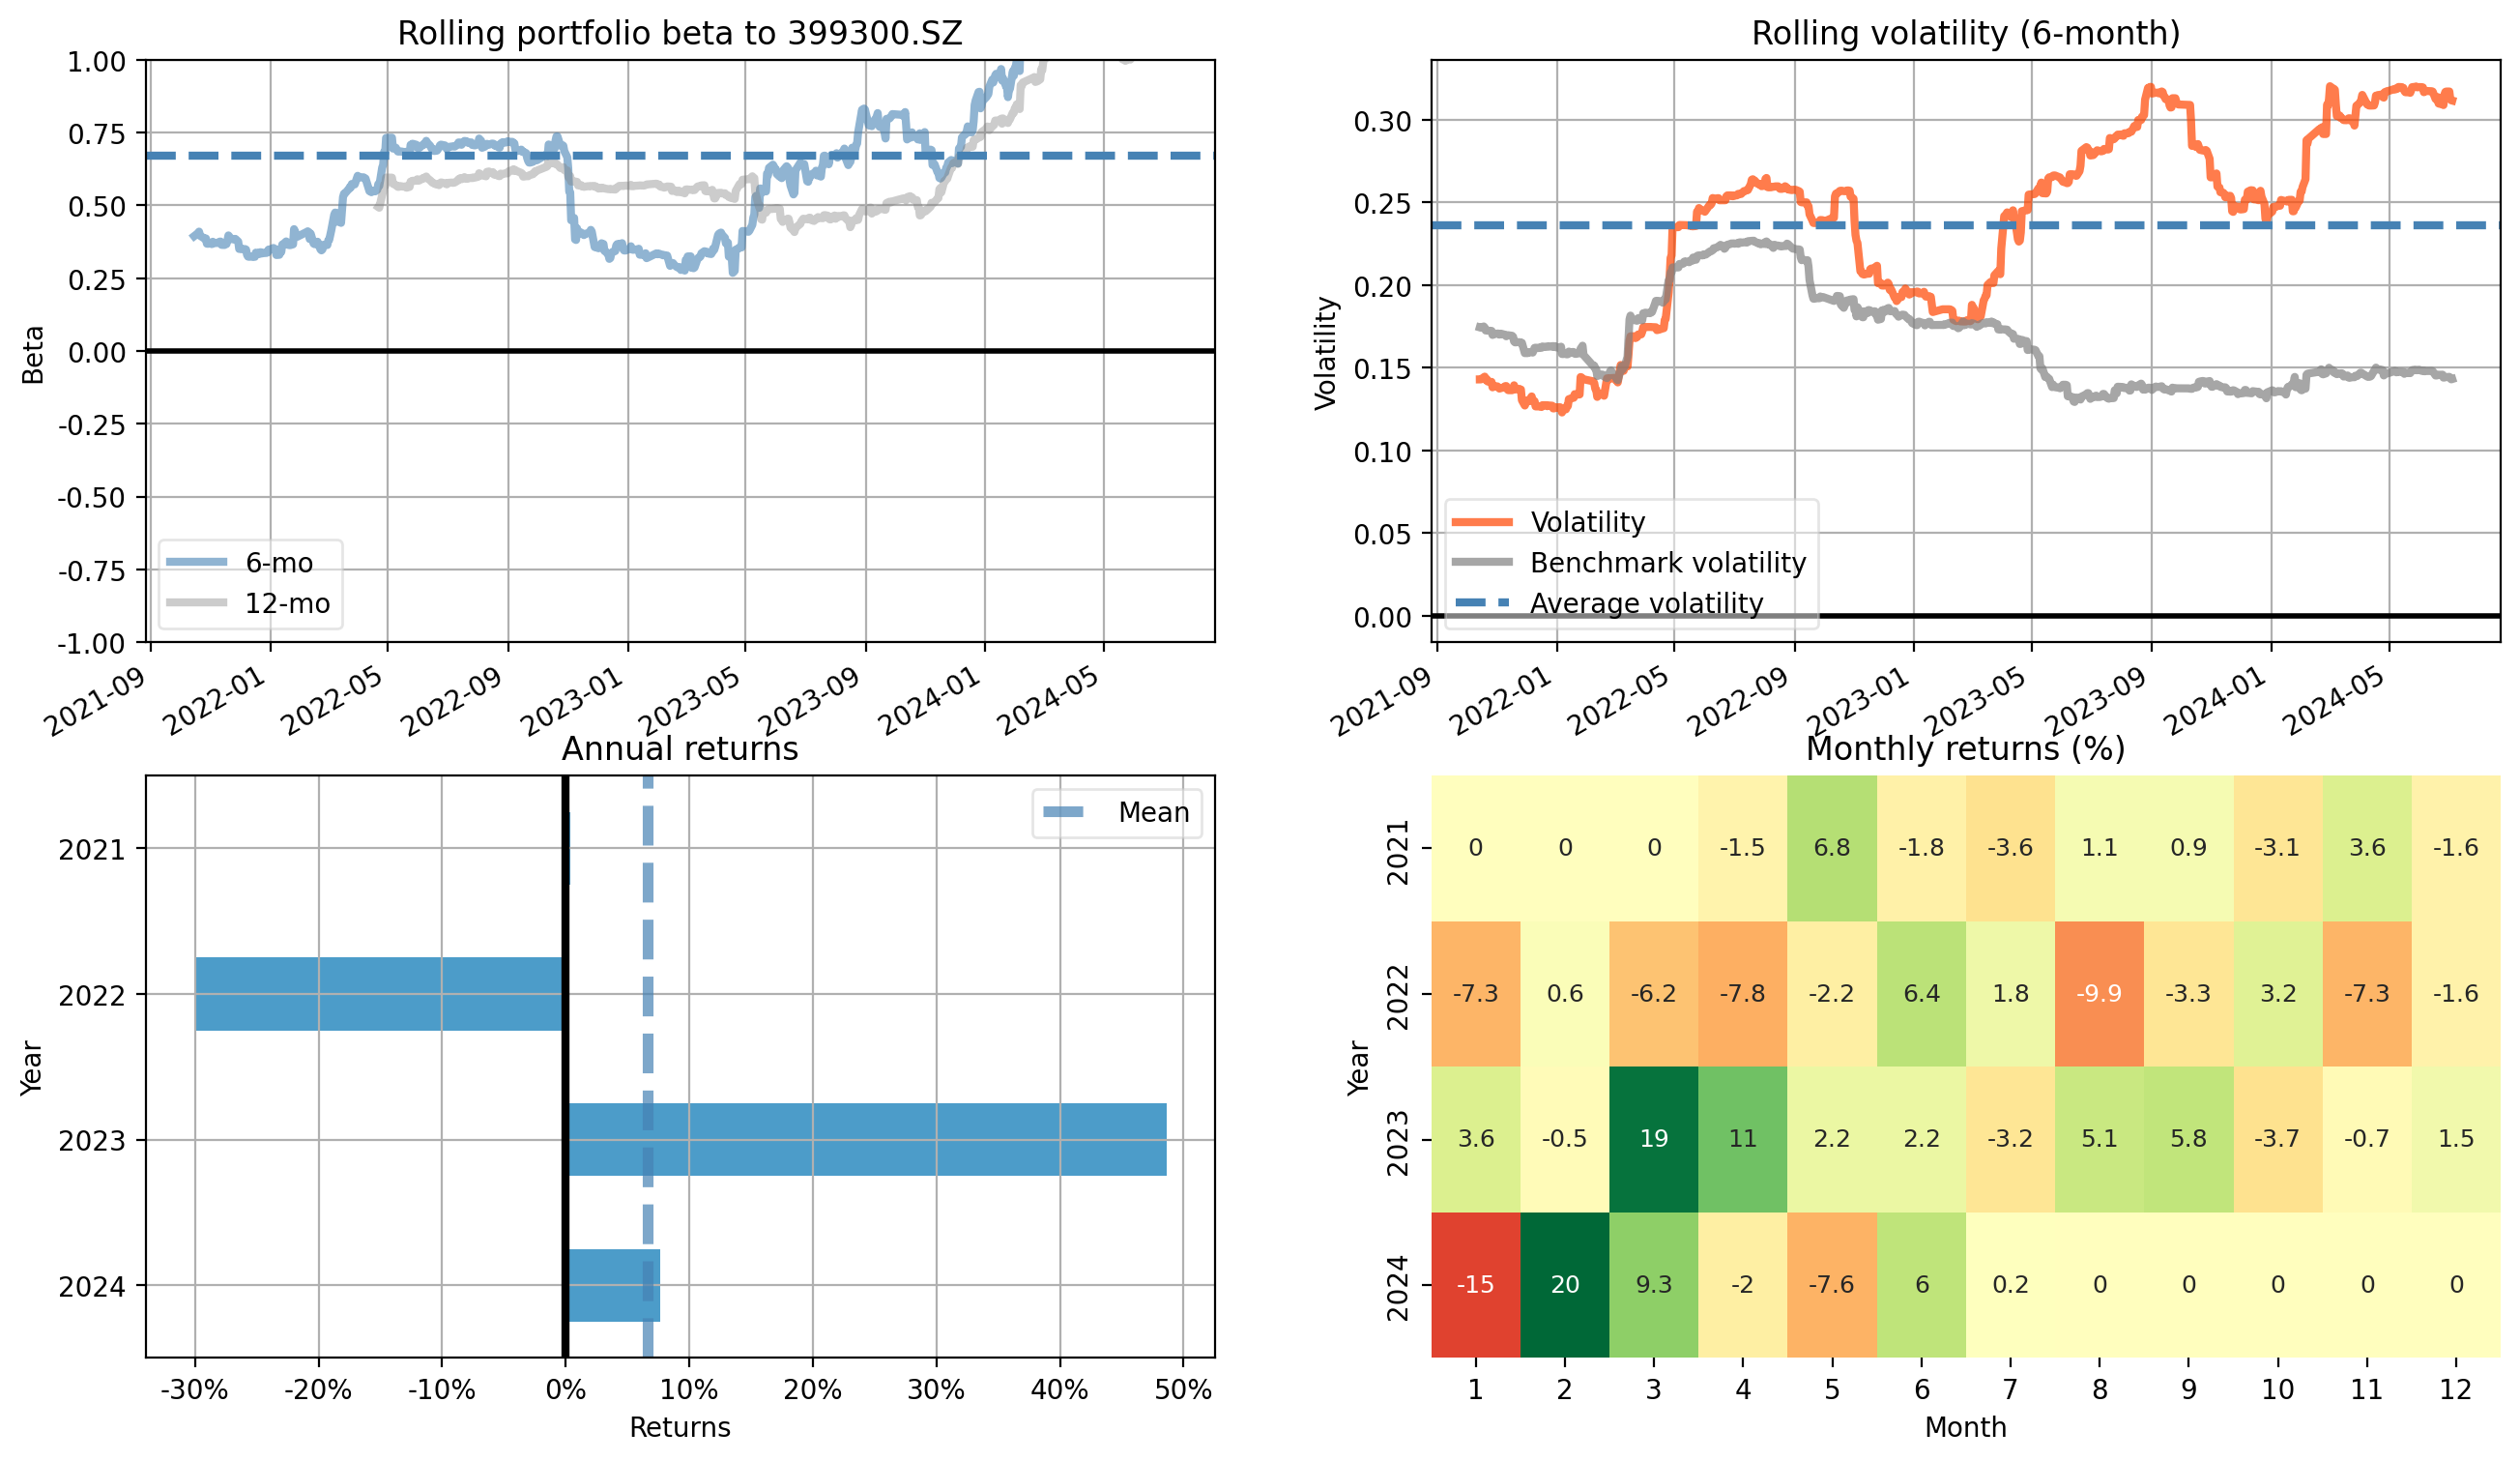 Rolling portfolio beta to 399300.SZ
1.00
0.75
0.50
0.25
0.00
-0.25
-0.50
-0.75
-1.00
Beta
6-mo
12-mo
2021-09
2022-01
2022-05
2022-09
2023-01
2023-05
2023-09
2024-01
2024-05
Rolling volatility (6-month)
0.30
0.25
0.20
0.15
0.10
0.05
0.00
Volatility
Volatility
Benchmark volatility
Average volatility
2021-09
2022-01
2022-05
2022-09
2023-01
2023-05
2023-09
2024-01
2024-05
Annual returns
Mean
2021
2022
2023
2024
Year
-30% -20% -10% 0% 10% 20% 30% 40% 50%
Returns
Monthly returns (%)
2021 0 0 0 -1.5 6.8 -1.8 -3.6 1.1 0.9 -3.1 3.6 -1.6
2022 -7.3 0.6 -6.2 -7.8 -2.2 6.4 1.8 -9.9 -3.3 3.2 -7.3 -1.6
2023 3.6 -0.5 19 11 2.2 2.2 -3.2 5.1 5.8 -3.7 -0.7 1.5
2024 -15 20 9.3 -2 -7.6 6 0.2 0 0 0 0 0
Year
1 2 3 4 5 6 7 8 9 10 11 12
Month